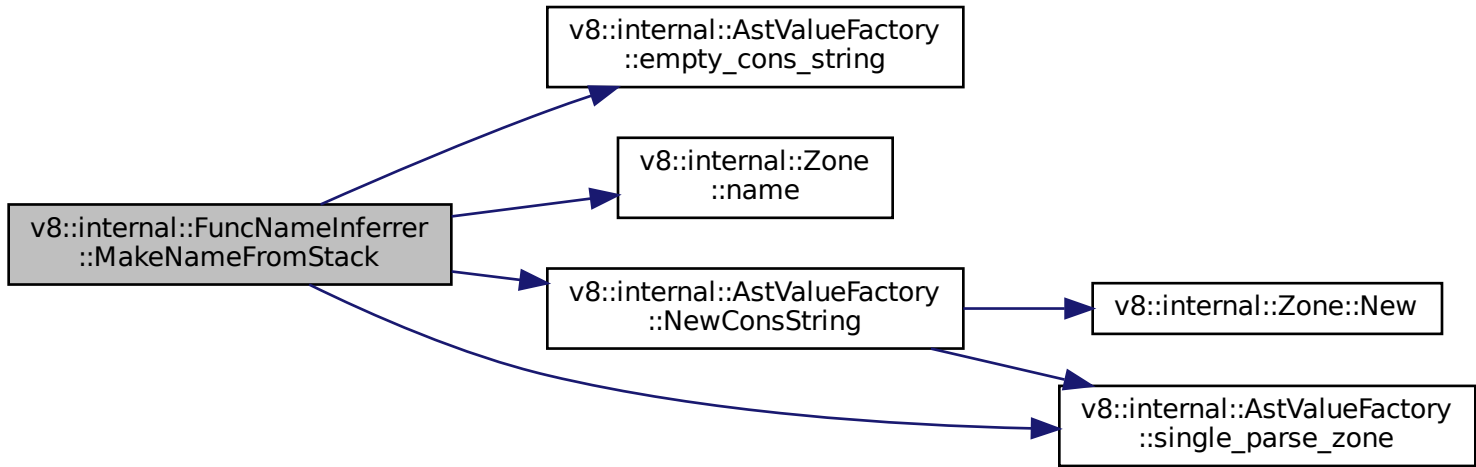 v8::internal::AstValueFactory
::empty_cons_string
v8::internal::Zone
::name
v8::internal::FuncNameInferrer
::MakeNameFromStack
v8::internal::AstValueFactory
::NewConsString
v8::internal::Zone::New
v8::internal::AstValueFactory
::single_parse_zone